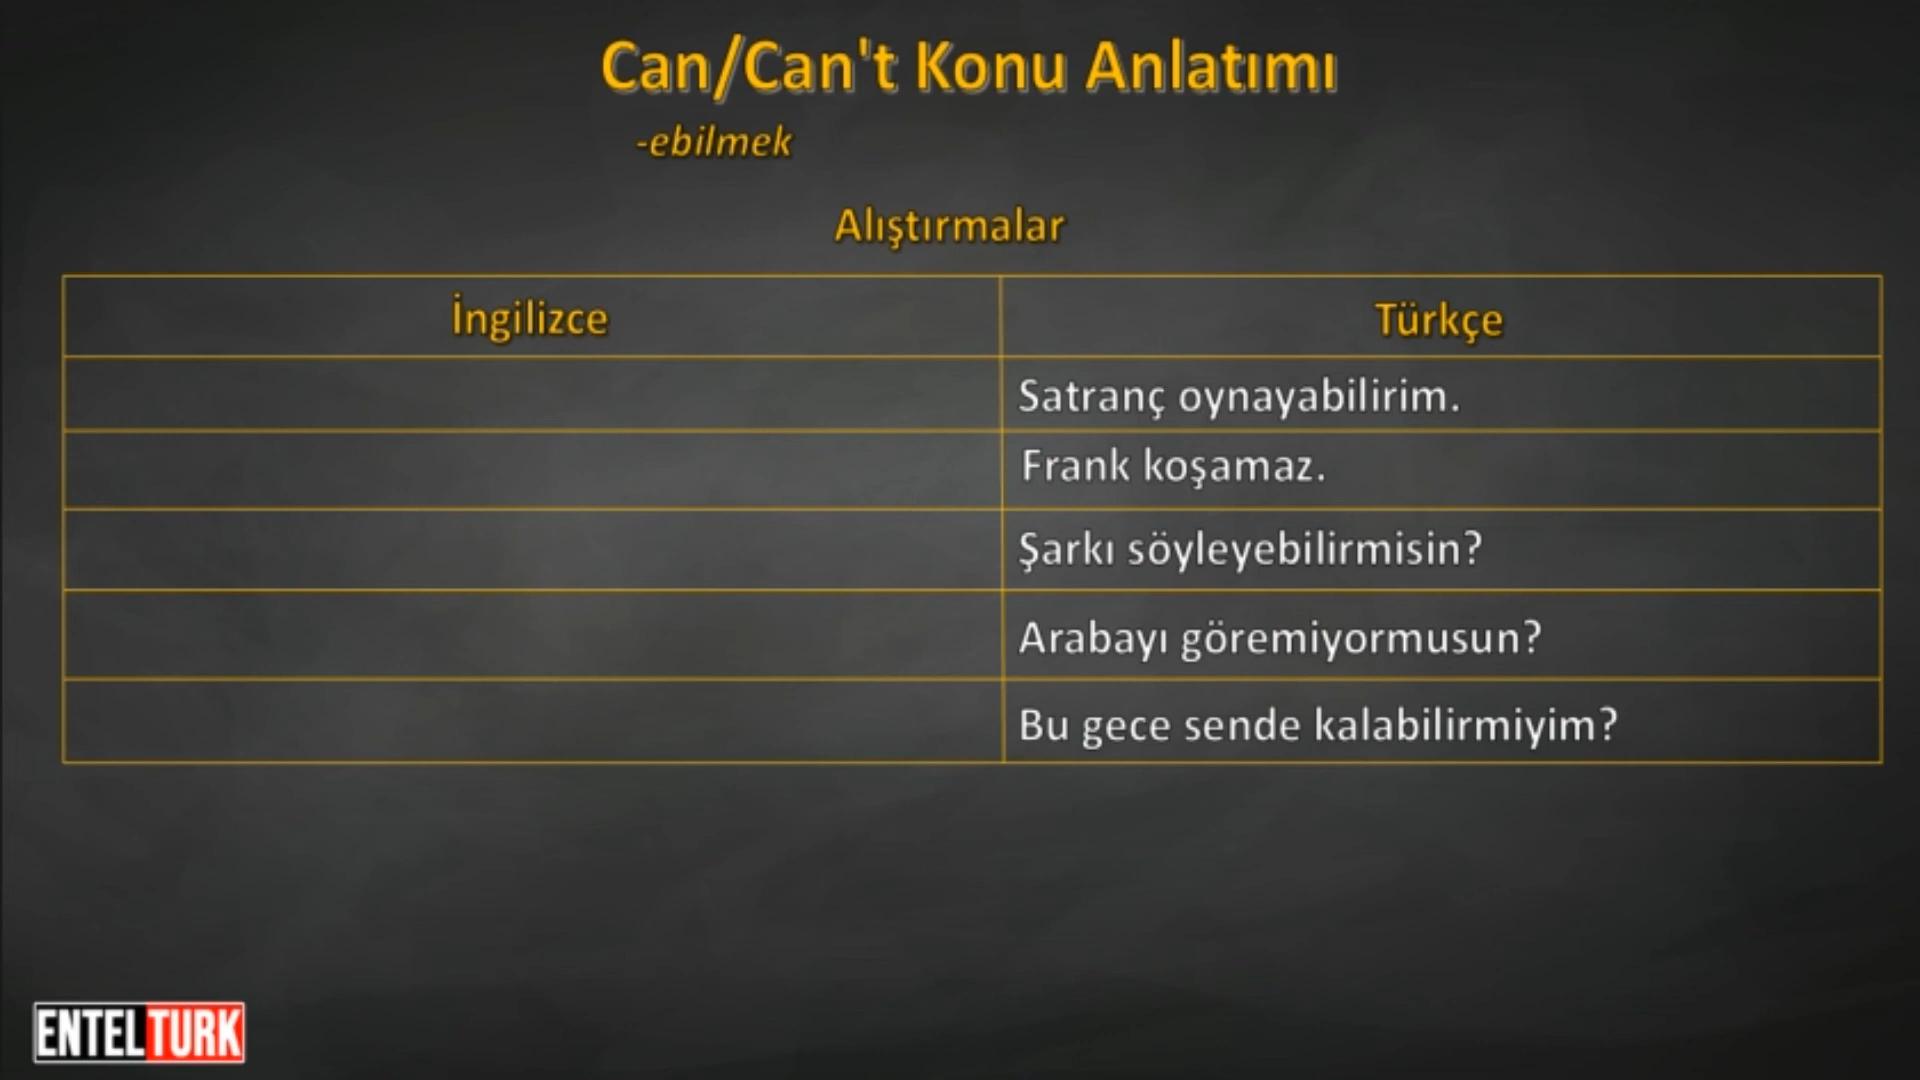 Can/Can't Konu Anlatımı
-ebilmek
Alıştırmalar
İngilizce
Türkçe
Satranç oynayabilirim.
Frank koşamaz.
Şarkı söyleyebilirmisin?
Arabayı göremiyormusun?
Bu gece sende kalabilirmiyim?
ENTELTURK